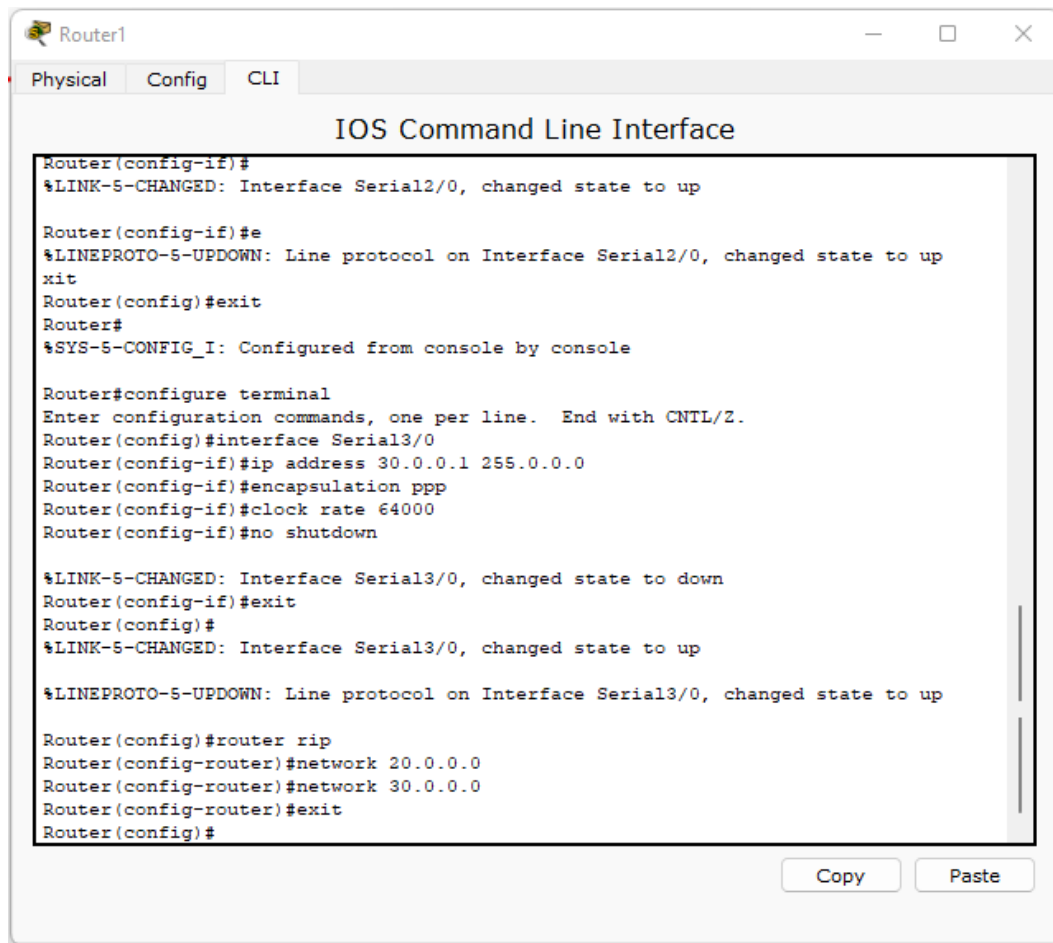 Router1
Physical Config CLI
IOS Command Line Interface
Router(config-if)#
%LINK-5-CHANGED: Interface Serial2/0, changed state to up
Router(config-if)#e
%LINEPROTO-5-UPDOWN: Line protocol on Interface Serial2/0, changed state to up
xit
Router(config)#exit
Router#
%SYS-5-CONFIG_I: Configured from console by console
Router#configure terminal
Enter configuration commands, one per line.  End with CNTL/Z.
Router(config)#interface Serial3/0
Router(config-if)#ip address 30.0.0.1 255.0.0.0
Router(config-if)#encapsulation ppp
Router(config-if)#clock rate 64000
Router(config-if)#no shutdown
%LINK-5-CHANGED: Interface Serial3/0, changed state to down
Router(config-if)#exit
Router(config)#
%LINK-5-CHANGED: Interface Serial3/0, changed state to up
%LINEPROTO-5-UPDOWN: Line protocol on Interface Serial3/0, changed state to up
Router(config)#router rip
Router(config-router)#network 20.0.0.0
Router(config-router)#network 30.0.0.0
Router(config-router)#exit
Router(config)#
Copy Paste